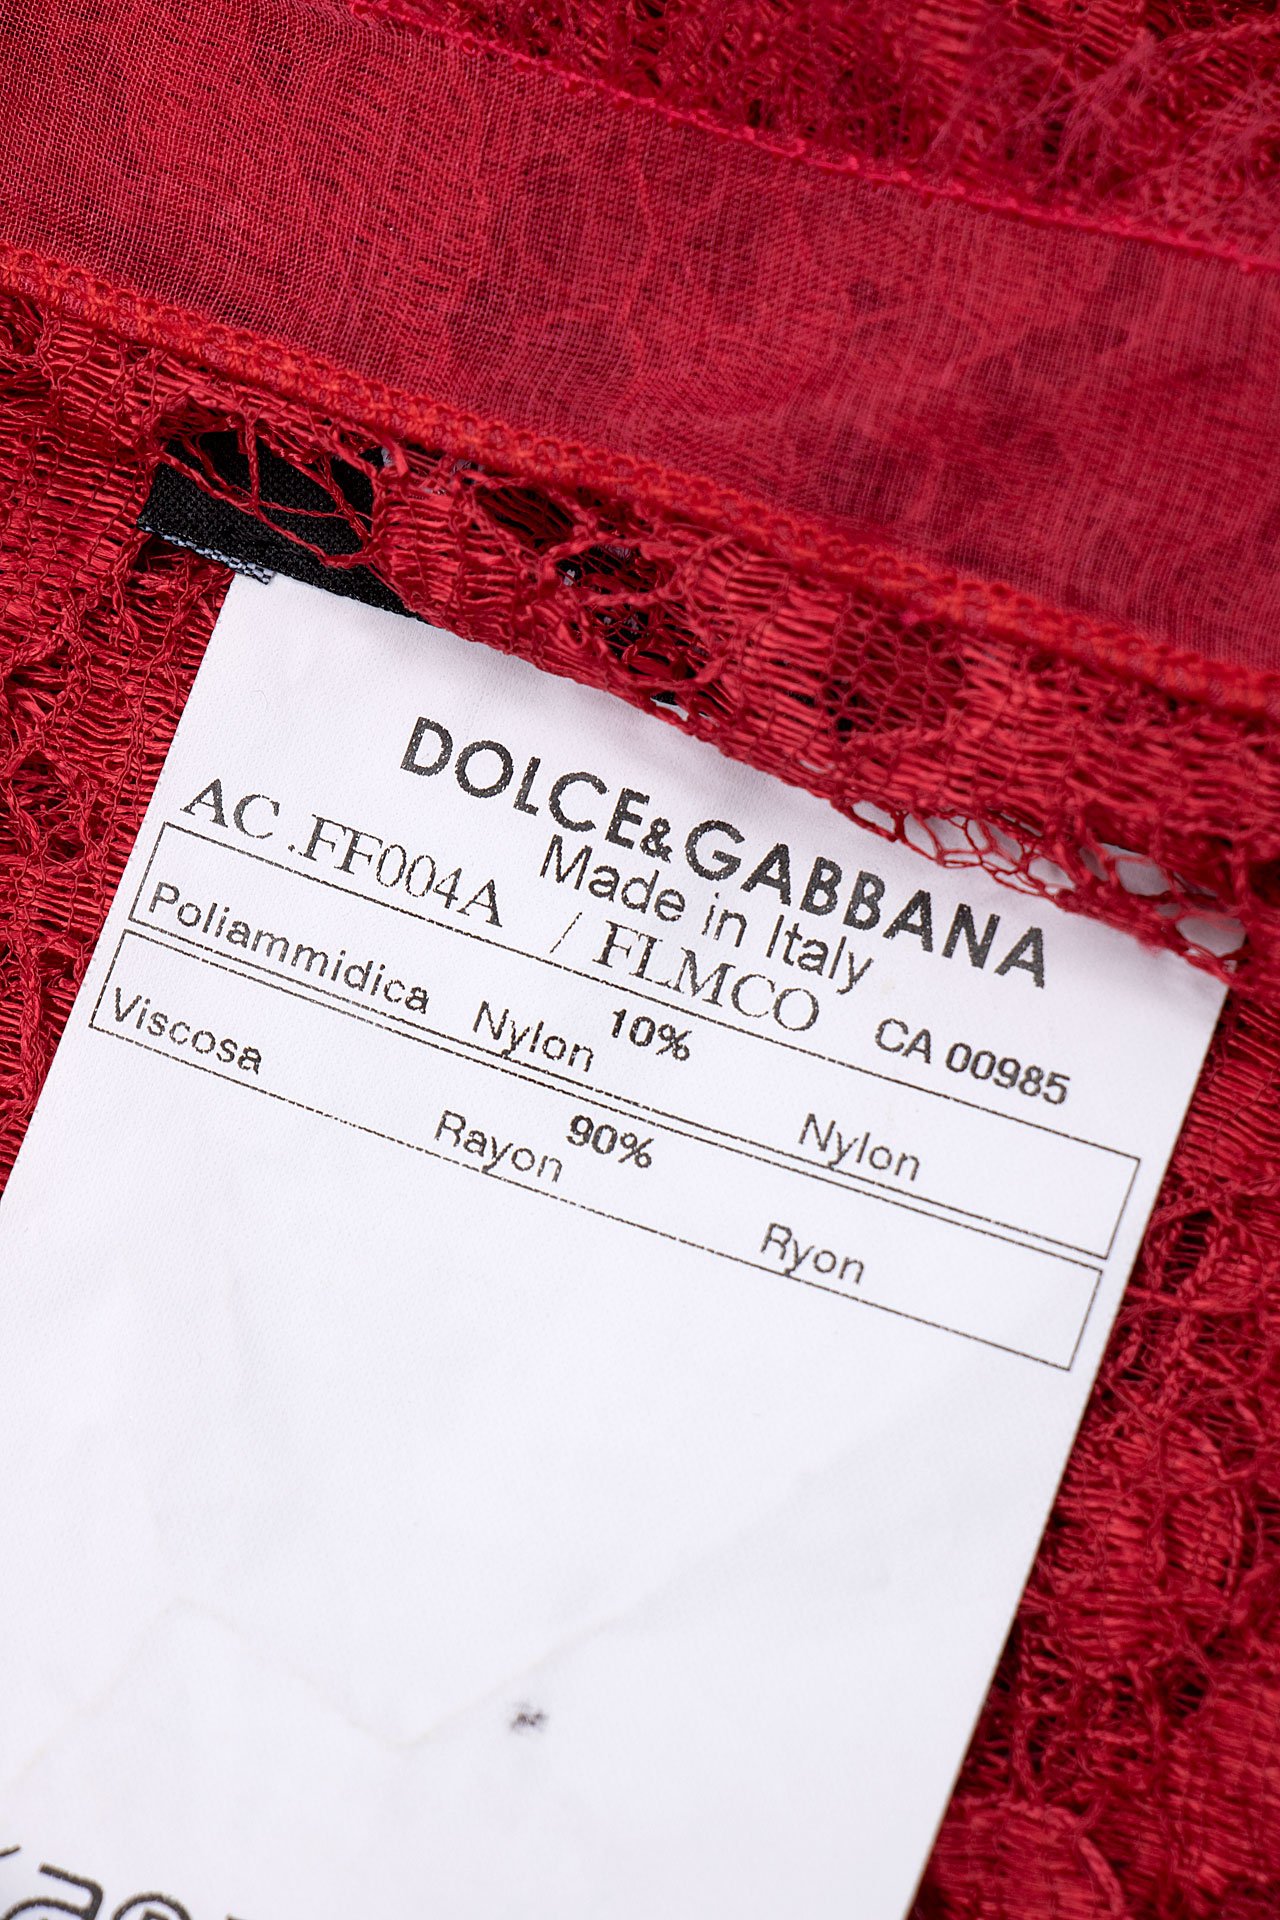 DOLCE&GABBANA
Made in Italy
AC .FF004A / FLMCO CA 00985
Poliammidica Nylon 10% Nylon
Viscosa Rayon 90% Ryon